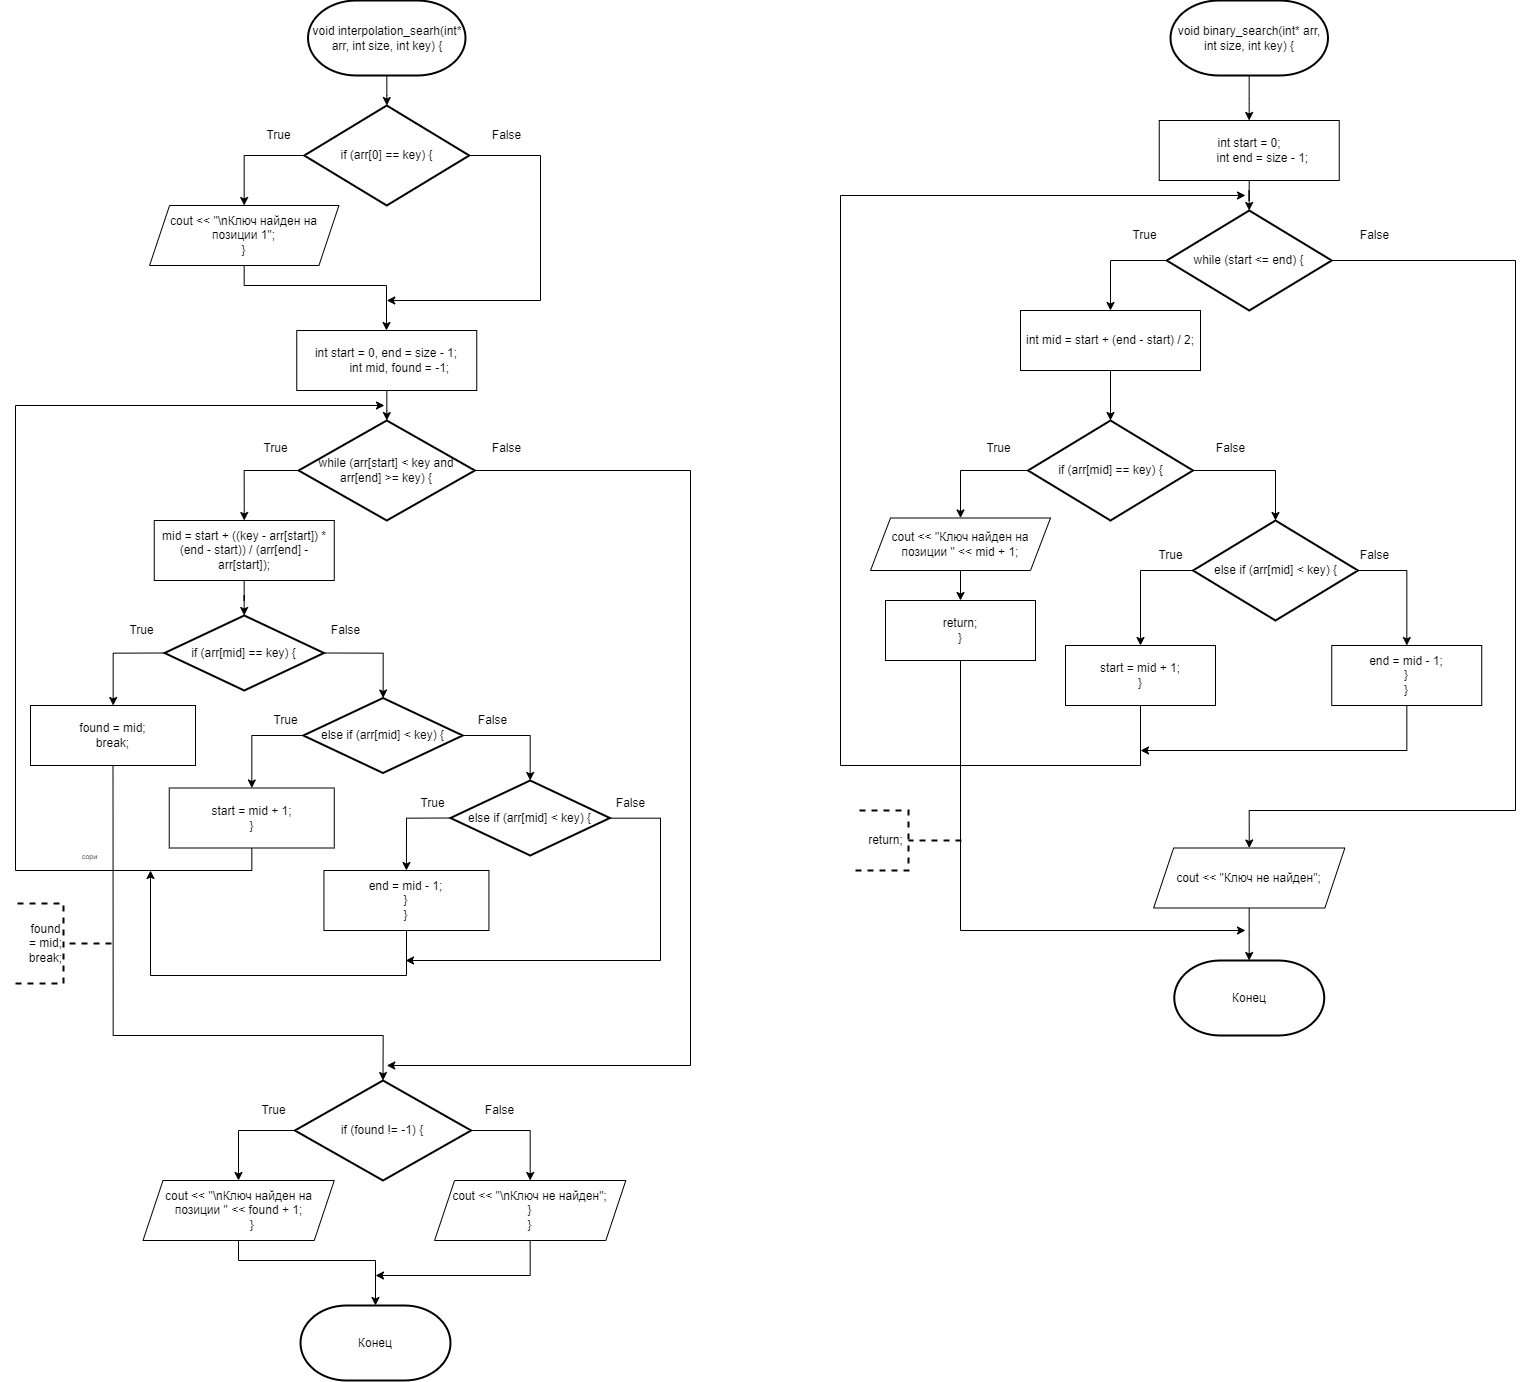 void interpolation_searh(int*
arr, int size, int key) {
True
False
if (arr[0] == key) {
cout << "\nКлюч найден на
позиции 1";
}
int start = 0, end = size - 1;
int mid, found = -1;
True
False
while (arr[start] < key and
arr[end] >= key) {
mid = start + ((key - arr[start]) *
(end - start)) / (arr[end] -
arr[start]);
True
False
if (arr[mid] == key) {
found = mid;
break;
True
False
else if (arr[mid] < key) {
start = mid + 1;
}
True
False
else if (arr[mid] < key) {
end = mid - 1;
}
}
сори
found
= mid;
break;
True
False
if (found != -1) {
cout << "\nКлюч найден на
позиции " << found + 1;
}
cout << "\nКлюч не найден";
}
}
Конец
void binary_search(int* arr,
int size, int key) {
int start = 0;
int end = size - 1;
True
False
while (start <= end) {
int mid = start + (end - start) / 2;
True
False
if (arr[mid] == key) {
cout << "Ключ найден на
позиции " << mid + 1;
return;
}
True
False
else if (arr[mid] < key) {
start = mid + 1;
}
end = mid - 1;
}
}
return;
cout << "Ключ не найден";
Конец